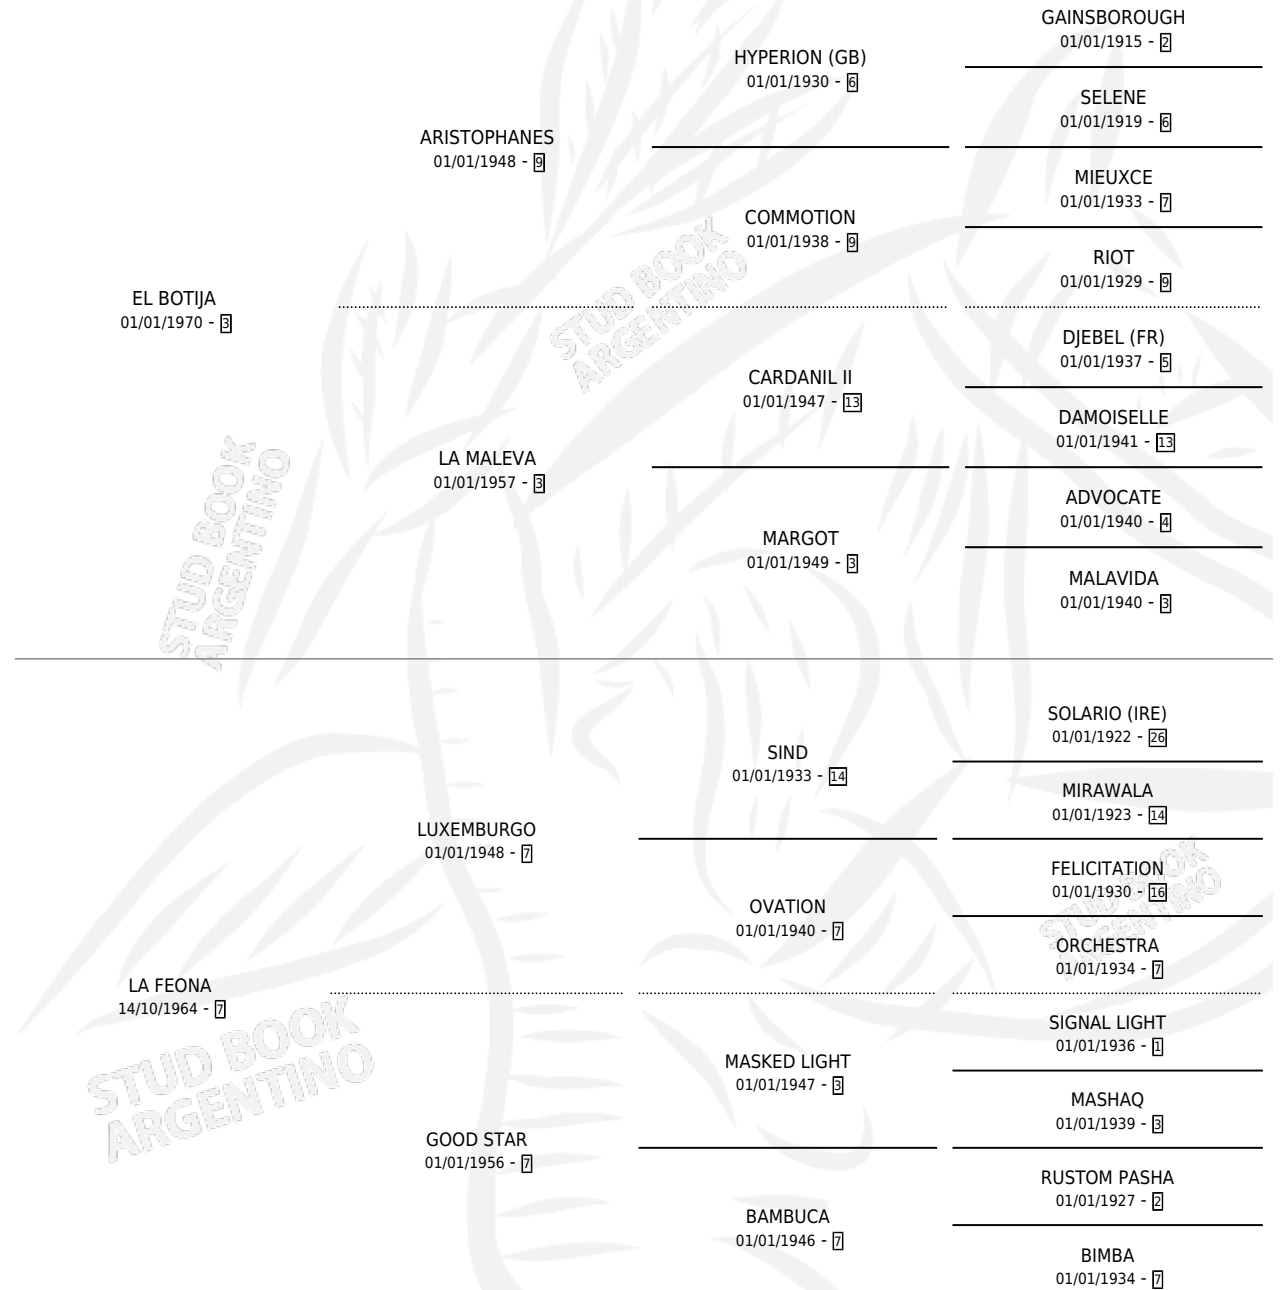 GAINSBOROUGH
01/01/1915 - 2
HYPERION (GB)
01/01/1930 - 6
SELENE
01/01/1919 - 6
ARISTOPHANES
01/01/1948 - 9
MIEUXCE
01/01/1933 - 7
COMMOTION
01/01/1938 - 9
RIOT
01/01/1929 - 9
EL BOTIJA
01/01/1970 - 3
DJEBEL (FR)
01/01/1937 - 5
CARDANIL II
01/01/1947 - 13
DAMOISELLE
01/01/1941 - 13
LA MALEVA
01/01/1957 - 3
ADVOCATE
01/01/1940 - 4
MARGOT
01/01/1949 - 3
MALAVIDA
01/01/1940 - 3
STUD BOOK
ARGENTINO
STUD BOOK
ARGENTINO
SOLARIO (IRE)
01/01/1922 - 26
SIND
01/01/1933 - 14
MIRAWALA
01/01/1923 - 14
LUXEMBURGO
01/01/1948 - 7
FELICITATION
01/01/1930 - 16
OVATION
01/01/1940 - 7
ORCHESTRA
01/01/1934 - 7
LA FEONA
14/10/1964 - 7
SIGNAL LIGHT
01/01/1936 - 1
MASKED LIGHT
01/01/1947 - 3
MASHAQ
01/01/1939 - 3
GOOD STAR
01/01/1956 - 7
RUSTOM PASHA
01/01/1927 - 2
BAMBUCA
01/01/1946 - 7
BIMBA
01/01/1934 - 7
STUD BOOK
ARGENTINO
STUD BOOK
ARGENTINO